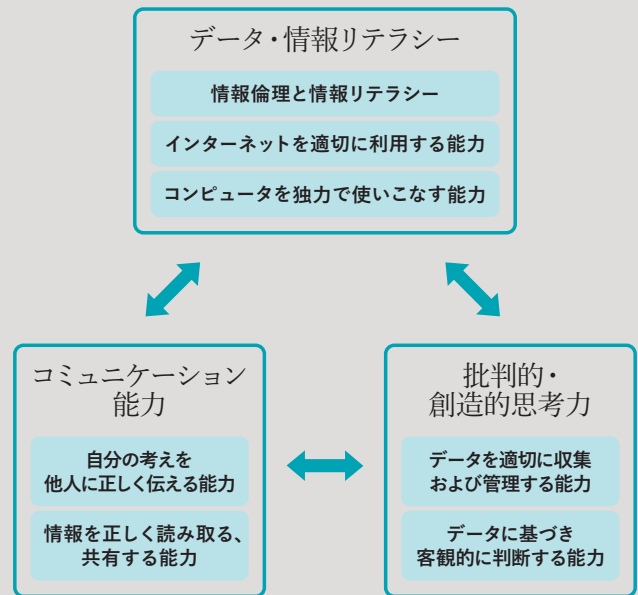 データ・情報リテラシー
情報倫理と情報リテラシー
インターネットを適切に利用する能力
コンピュータを独力で使いこなす能力
コミュニケーション
能力
自分の考えを
他人に正しく伝える能力
情報を正しく読み取る、
共有する能力
批判的・
創造的思考力
データを適切に収集
および管理する能力
データに基づき
客観的に判断する能力